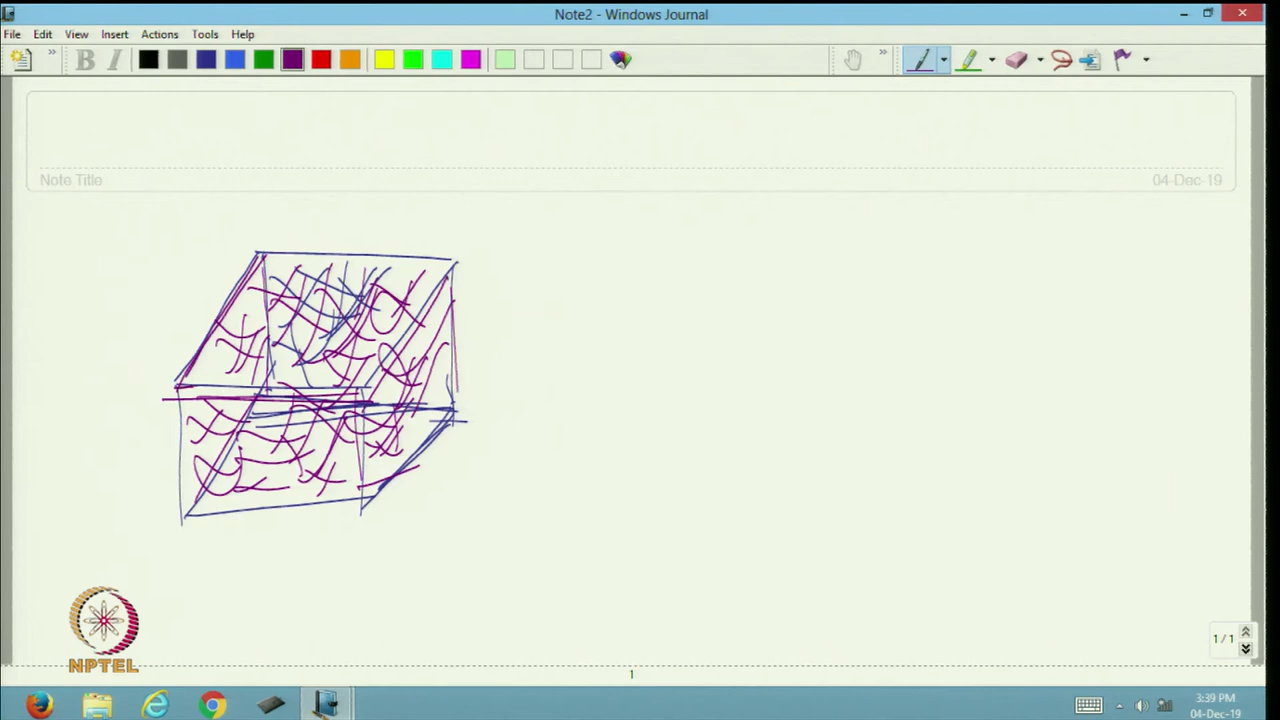 Note2 - Windows Journal
File Edit View Insert Actions Tools Help
B I
Note Title
04-Dec-19
NPTEL
1/1
1
3:39 PM
04-Dec-19